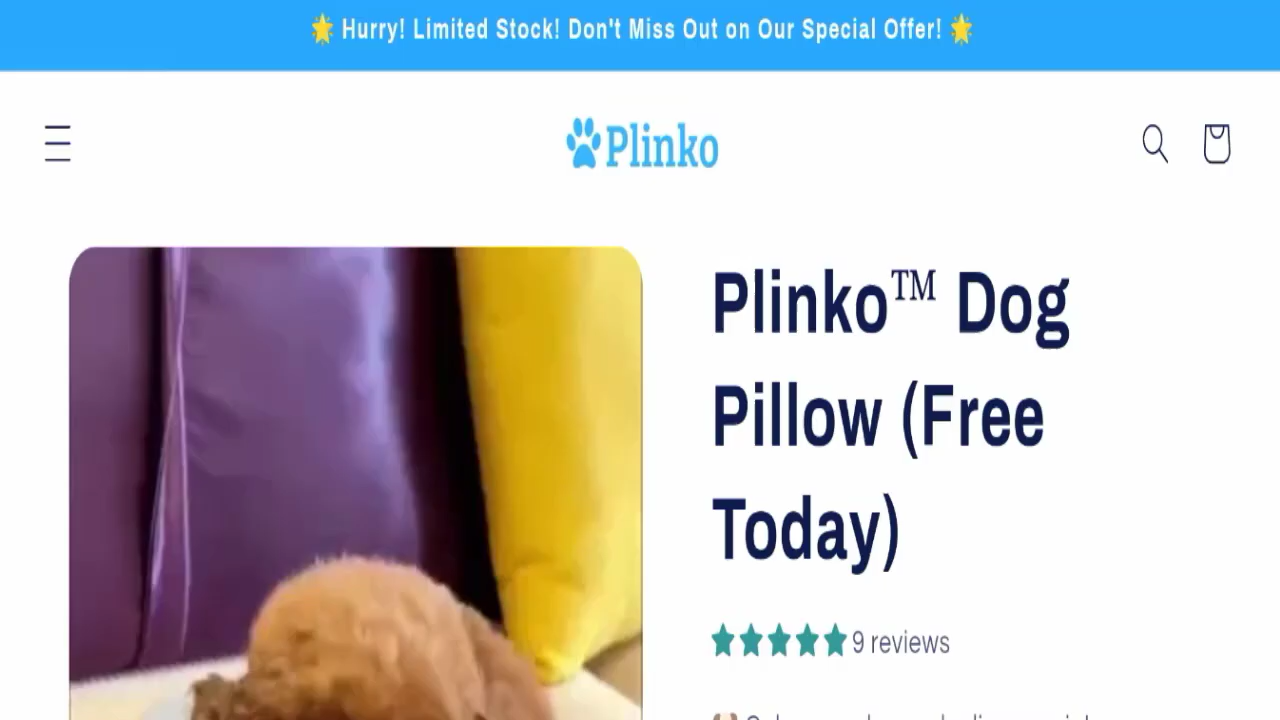 🌟 Hurry! Limited Stock! Don't Miss Out on Our Special Offer! 🌟
Plinko
Plinko™ Dog
Pillow (Free
Today)
9 reviews